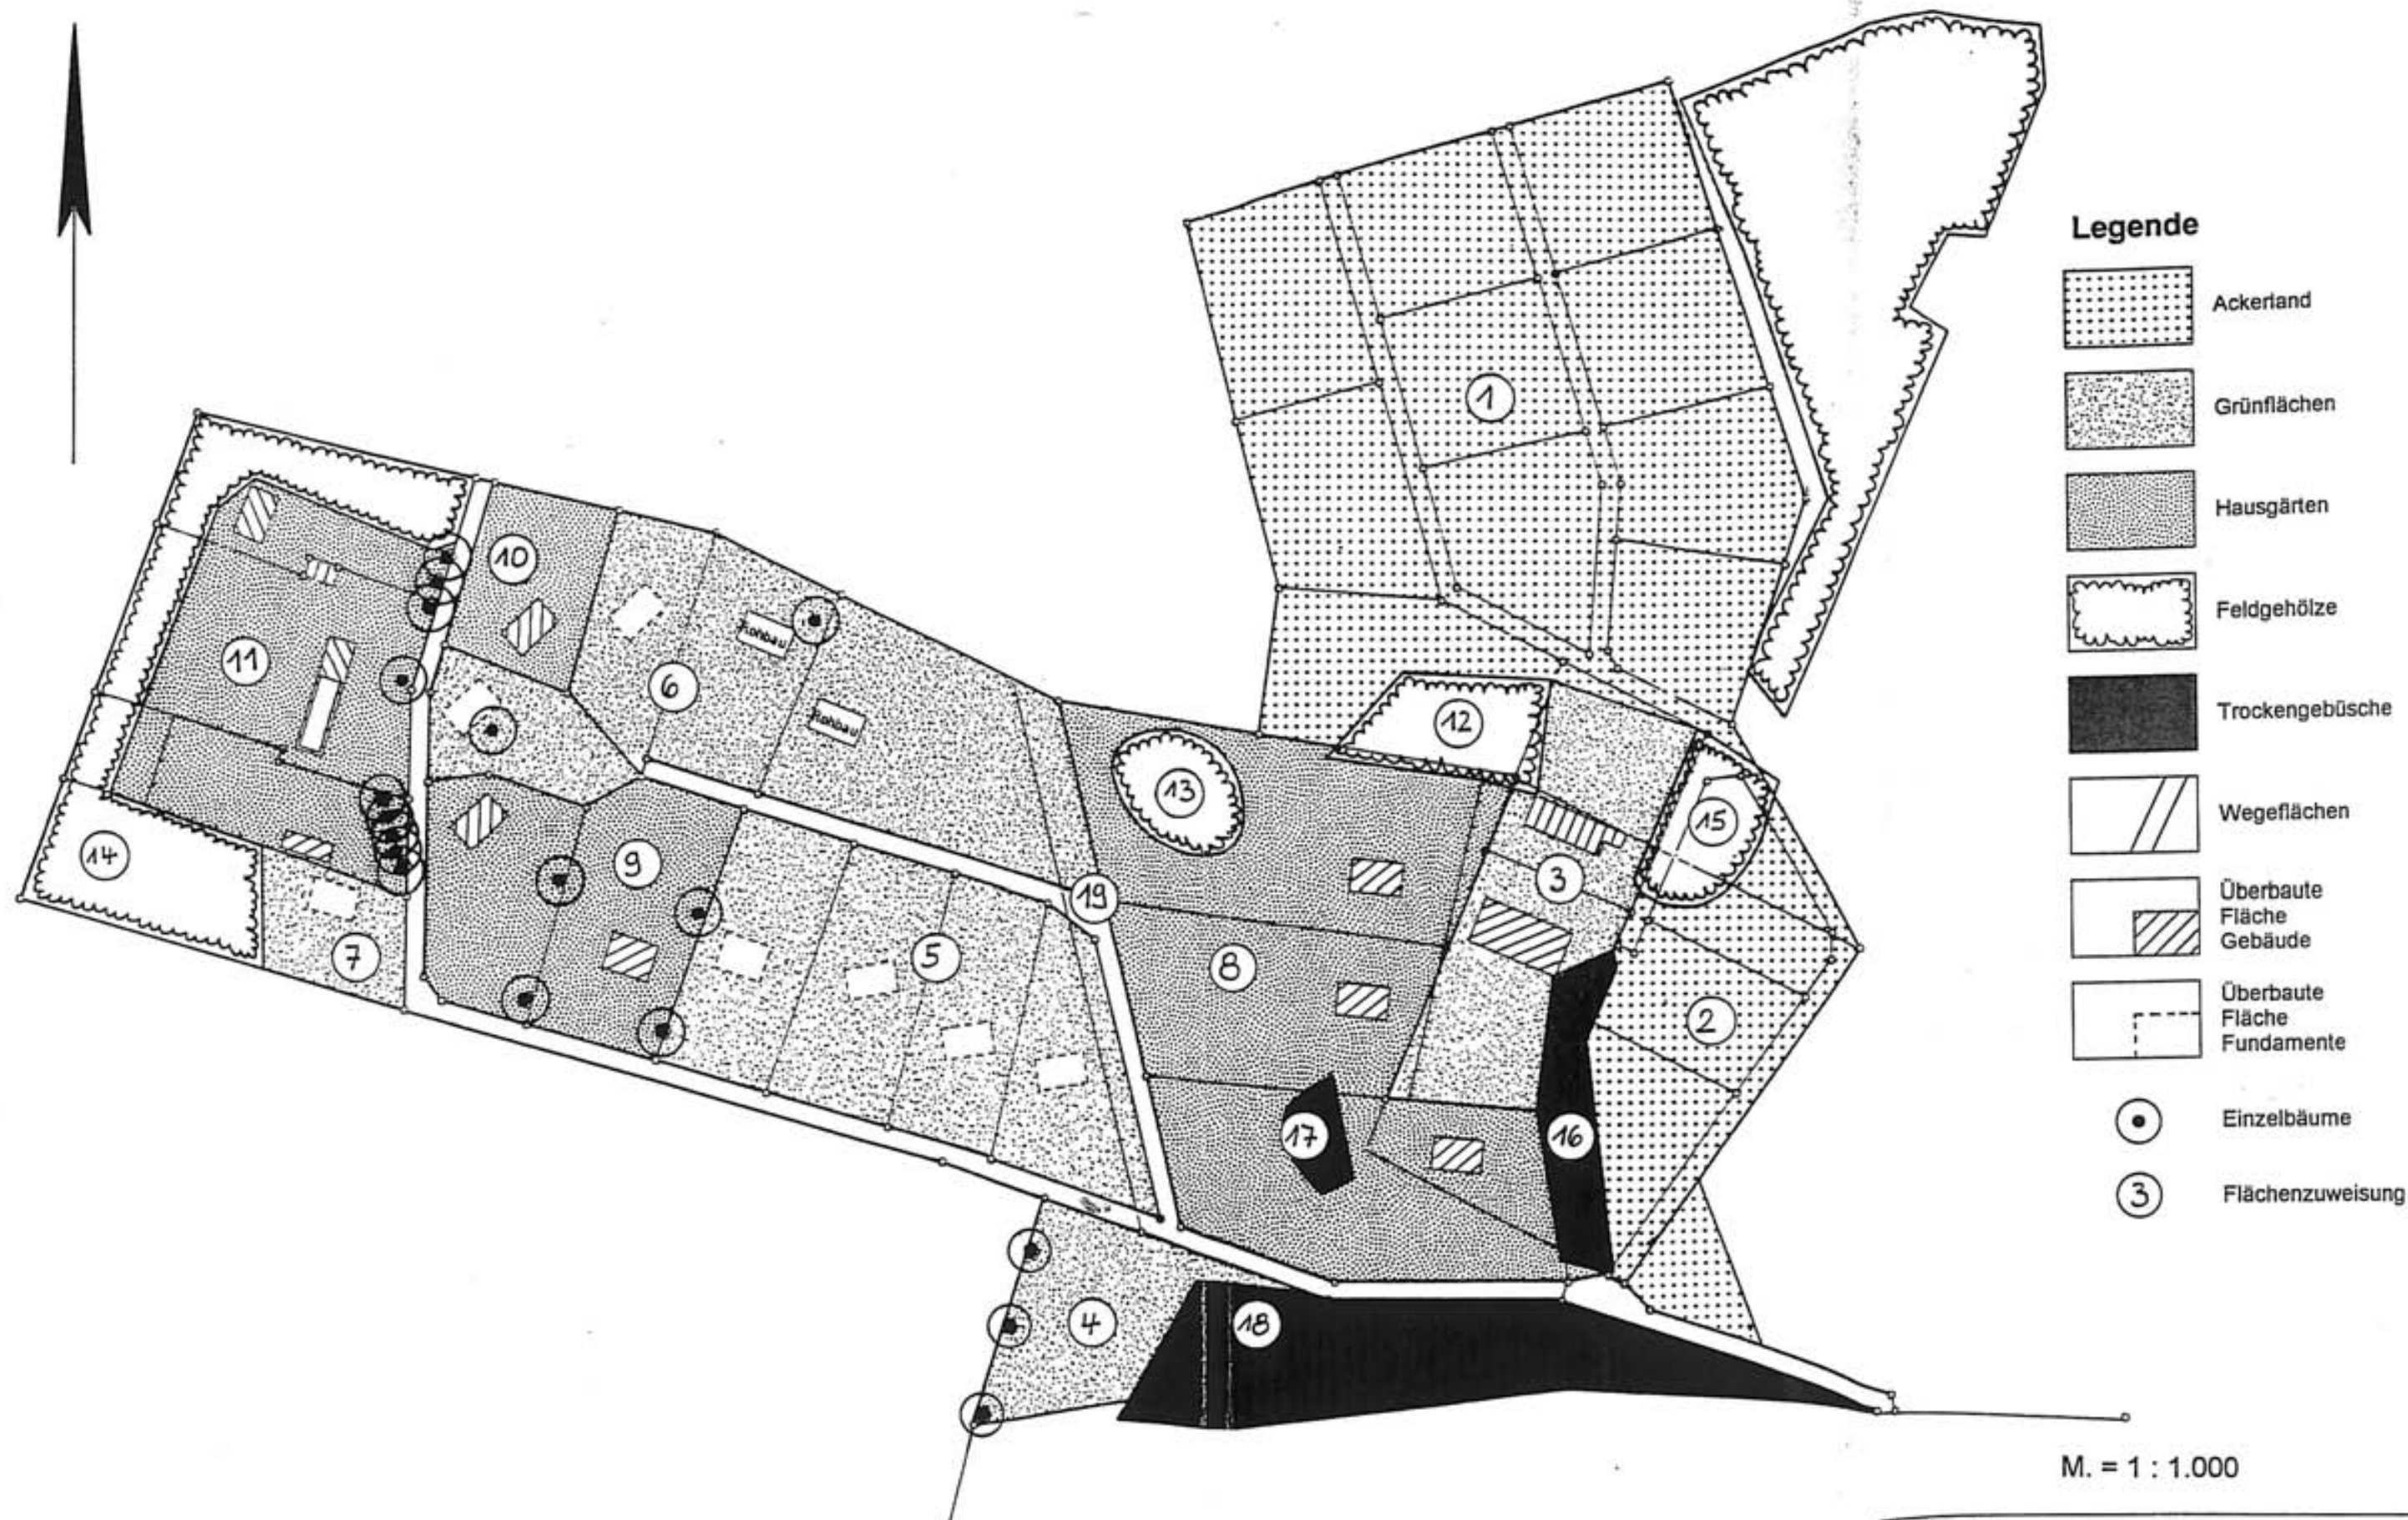 Legende
Ackerland
Grünflächen
Hausgärten
Feldgehölze
Trockengebüsche
Wegeflächen
Überbaute
Fläche
Gebäude
Überbaute
Fläche
Fundamente
Einzelbäume
3 Flächenzuweisung
M. = 1 : 1.000
1
10
11
6
Rohbau
Rohbau
12
13
15
14
9
3
19
7
5
8
2
17
16
4
18